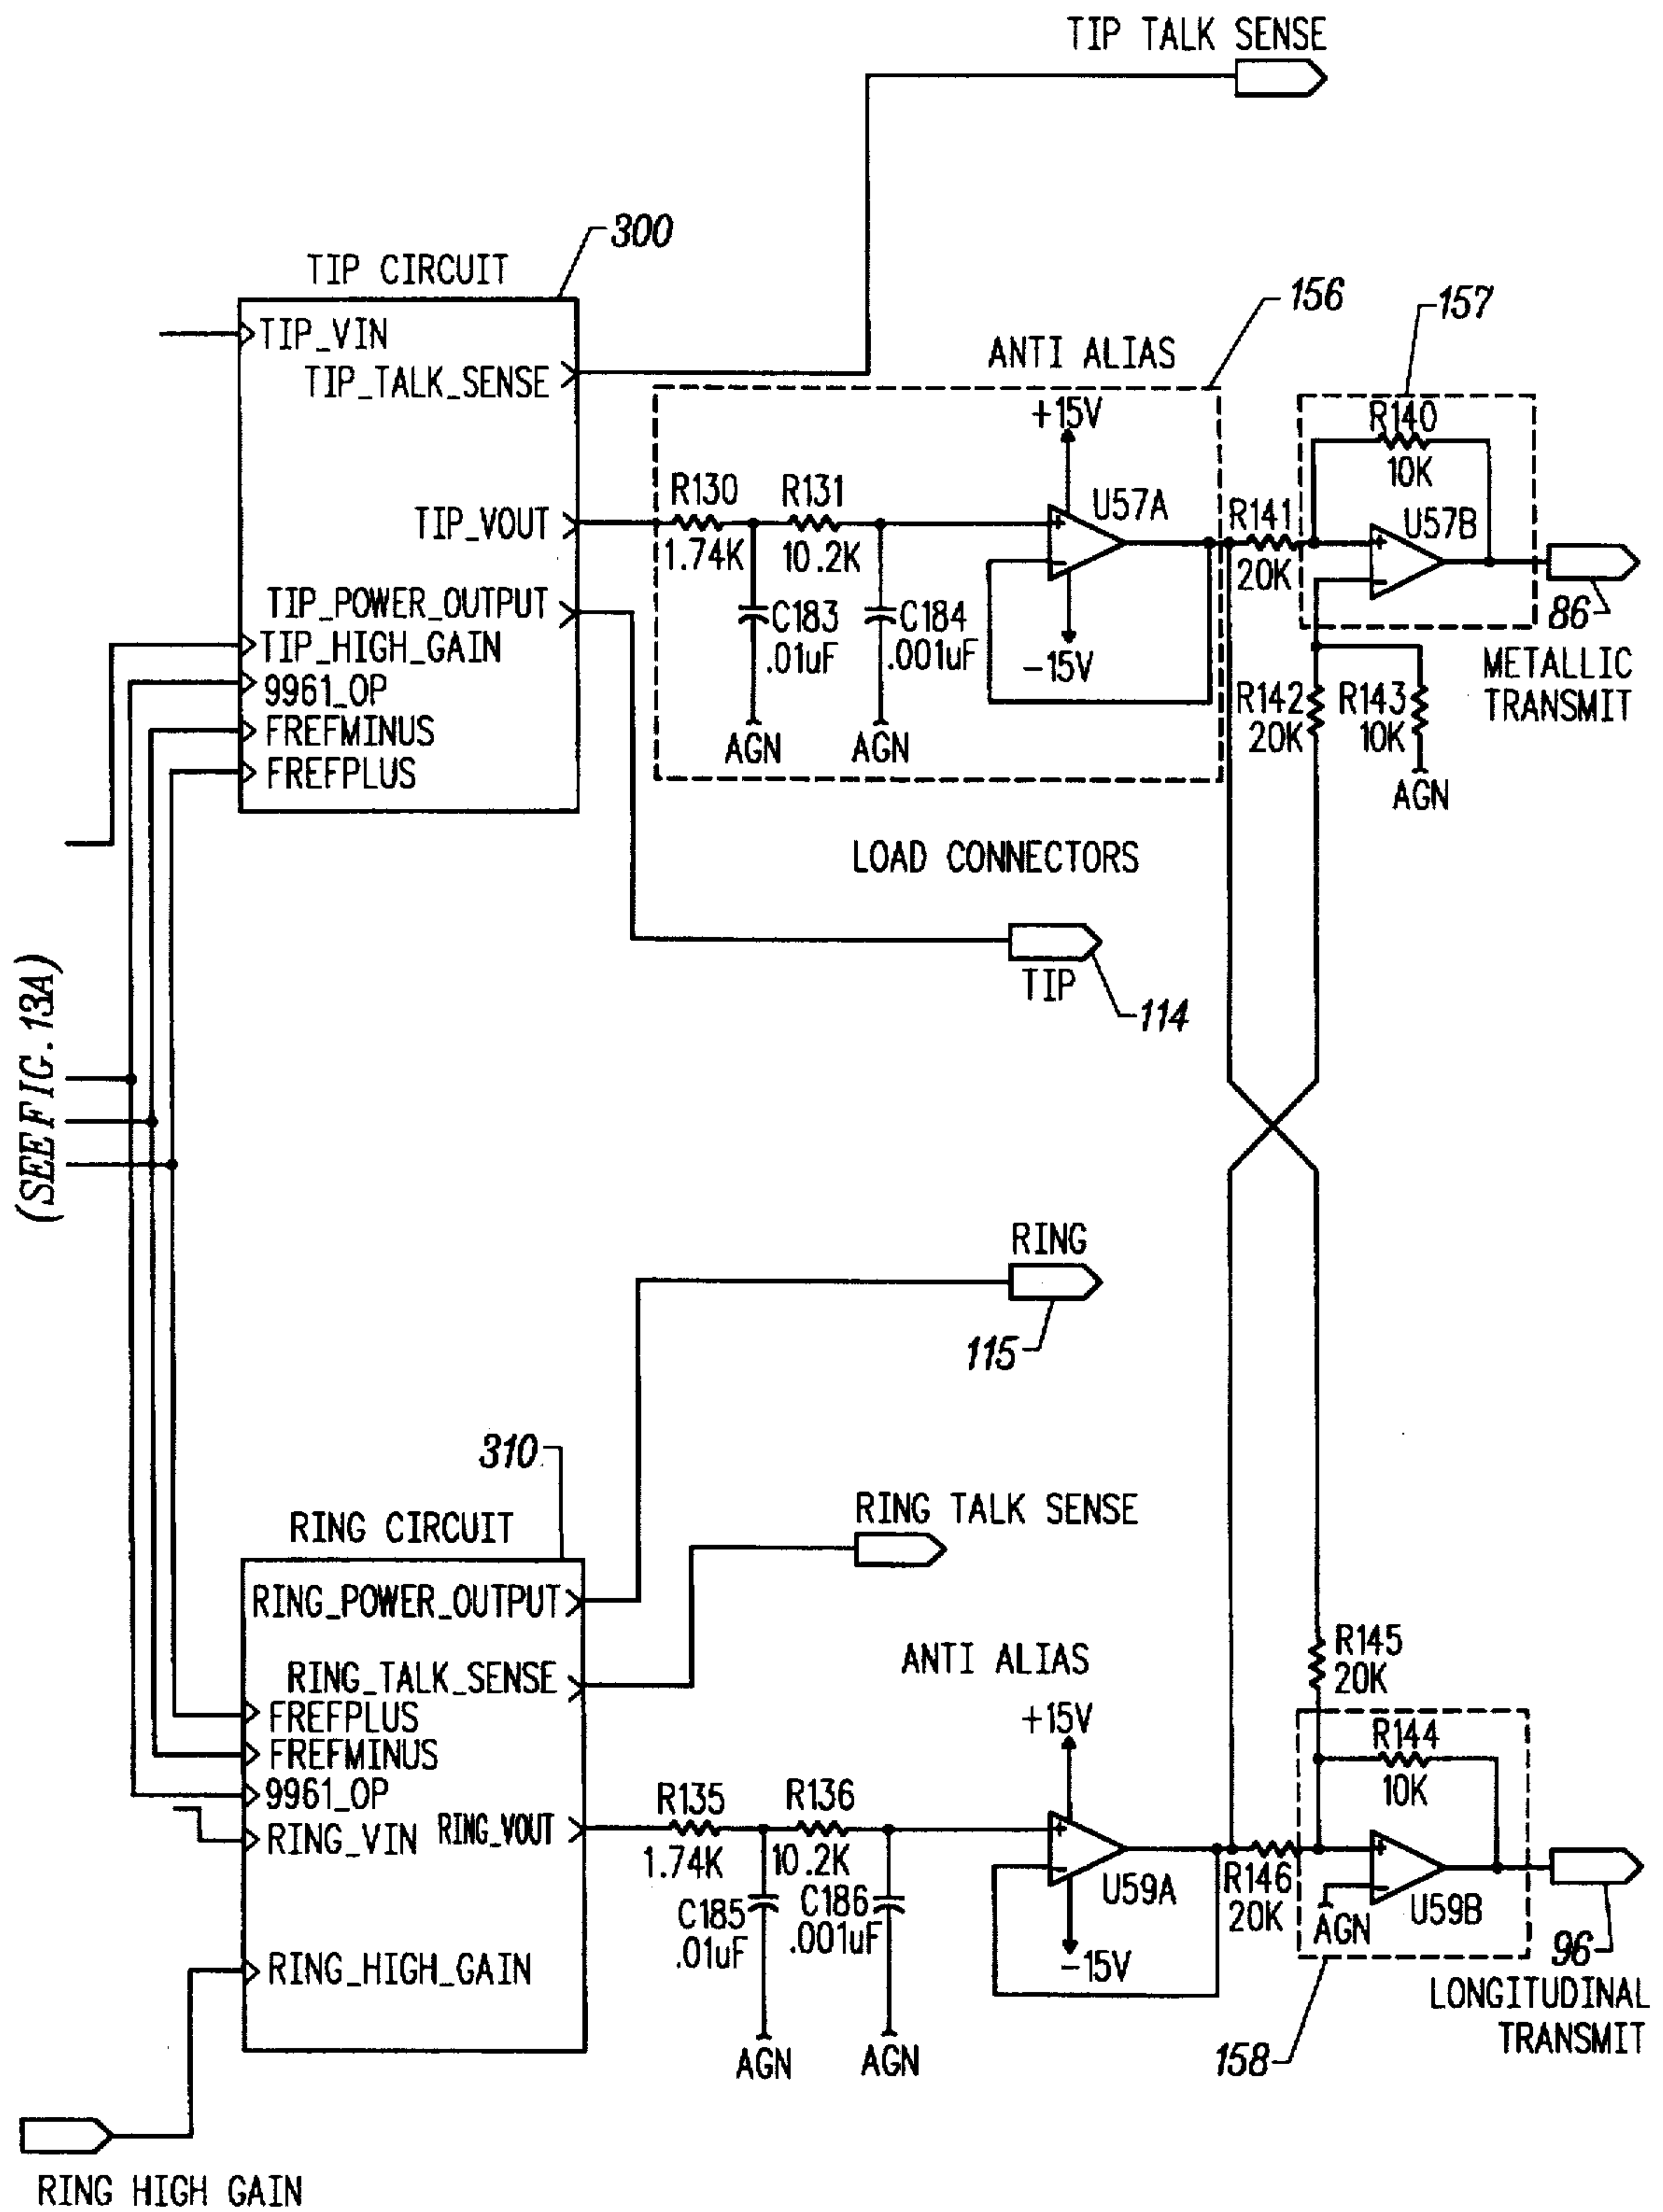 TIP TALK SENSE
300
TIP CIRCUIT
TIP_VIN
TIP_TALK_SENSE
TIP_VOUT
TIP_POWER_OUTPUT
TIP_HIGH_GAIN
9961_OP
FREFMINUS
FREFPLUS
156
157
ANTI ALIAS
+15V
R130
1.74K
R131
10.2K
U57A
C183
.01uF
C184
.001uF
-15V
AGN
AGN
R140
10K
R141
20K
U57B
86
METALLIC
TRANSMIT
R142
20K
R143
10K
AGN
LOAD CONNECTORS
TIP
114
(SEE FIG. 13A)
RING
115
310
RING CIRCUIT
RING TALK SENSE
RING_POWER_OUTPUT
RING_TALK_SENSE
FREFPLUS
FREFMINUS
9961_OP
RING_VIN
RING_VOUT
RING_HIGH_GAIN
ANTI ALIAS
+15V
R135
1.74K
R136
10.2K
C185
.01uF
C186
.001uF
U59A
-15V
AGN
AGN
R145
20K
R144
10K
R146
20K
AGN
U59B
96
LONGITUDINAL
TRANSMIT
158
RING HIGH GAIN